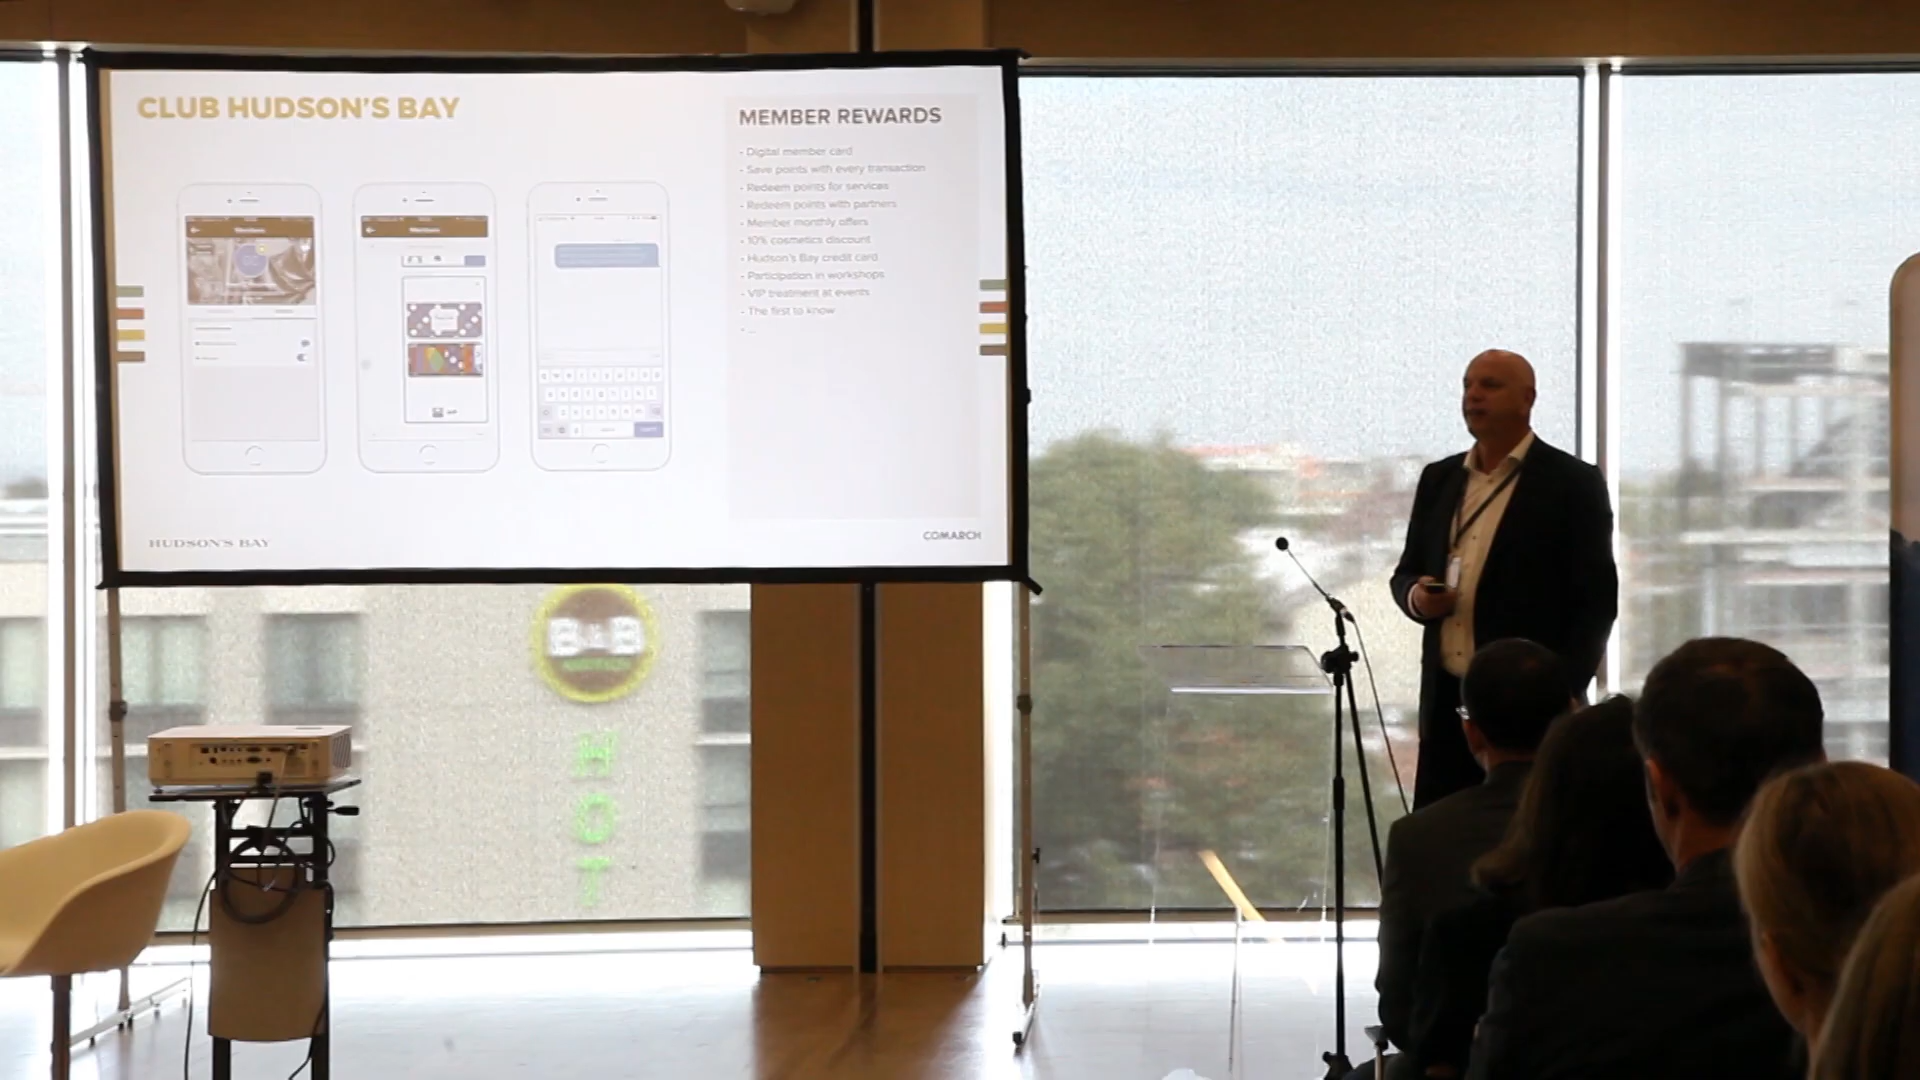 CLUB HUDSON'S BAY
MEMBER REWARDS
- Digital member card
- Save points with every transaction
- Redeem points for services
- Redeem points with partners
- Member monthly offers
- 10% cosmetics discount
- Hudson's Bay credit card
- Participation in workshops
- VIP treatment at events
- The first to know
- ...
HUDSON'S BAY
COMARCH
B&B
HOT